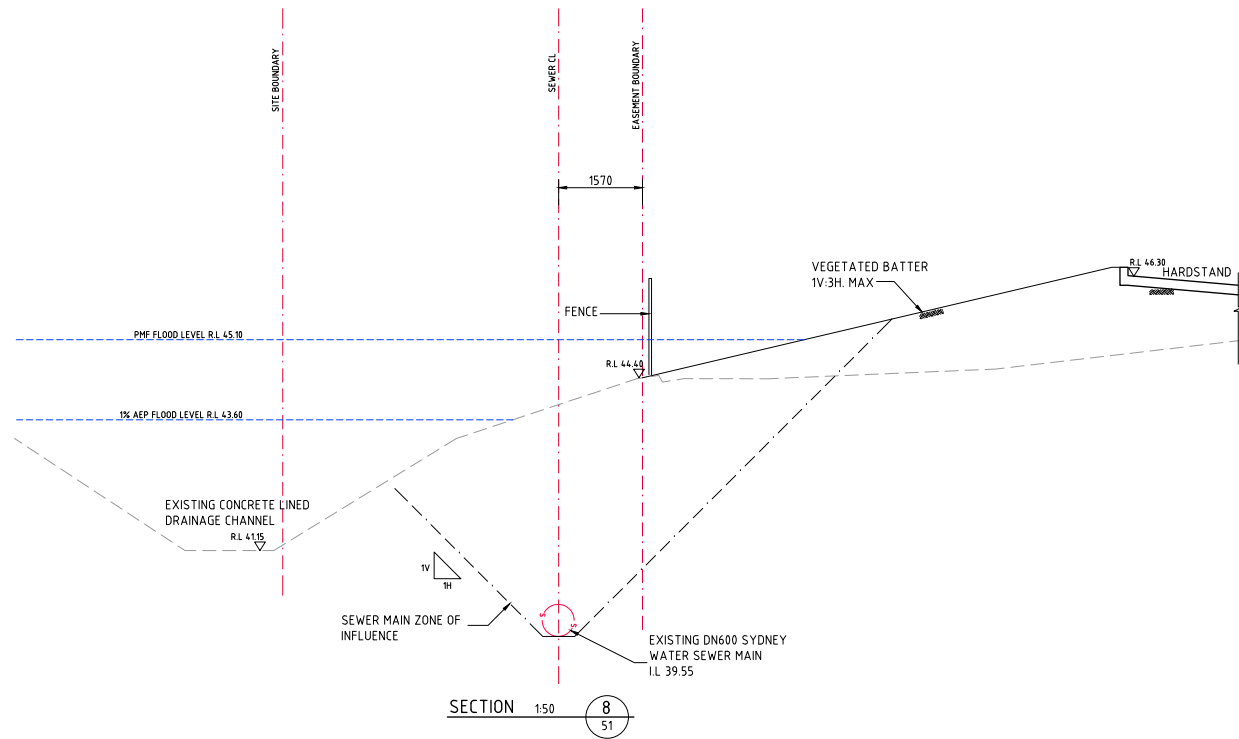 SITE BOUNDARY
SEWER CL
EASEMENT BOUNDARY
1570
VEGETATED BATTER
1V:3H. MAX
R.L 46.30
HARDSTAND
FENCE
PMF FLOOD LEVEL R.L 45.10
R.L 44.40
1% AEP FLOOD LEVEL R.L 43.60
EXISTING CONCRETE LINED
DRAINAGE CHANNEL
R.L 41.15
1V
1H
SEWER MAIN ZONE OF
INFLUENCE
S
S
EXISTING DN600 SYDNEY
WATER SEWER MAIN
I.L 39.55
SECTION 1:50
8
51